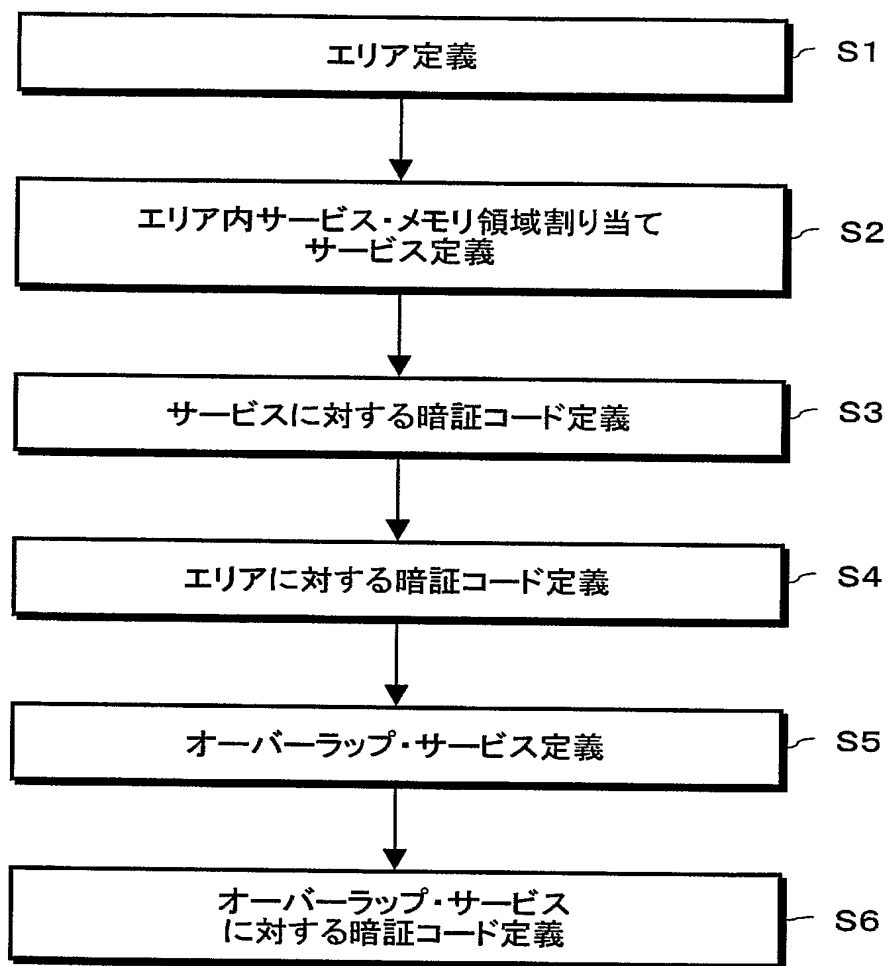 エリア定義
S1
エリア内サービス・メモリ領域割り当て
サービス定義
S2
サービスに対する暗証コード定義
S3
エリアに対する暗証コード定義
S4
オーバーラップ・サービス定義
S5
オーバーラップ・サービス
に対する暗証コード定義
S6